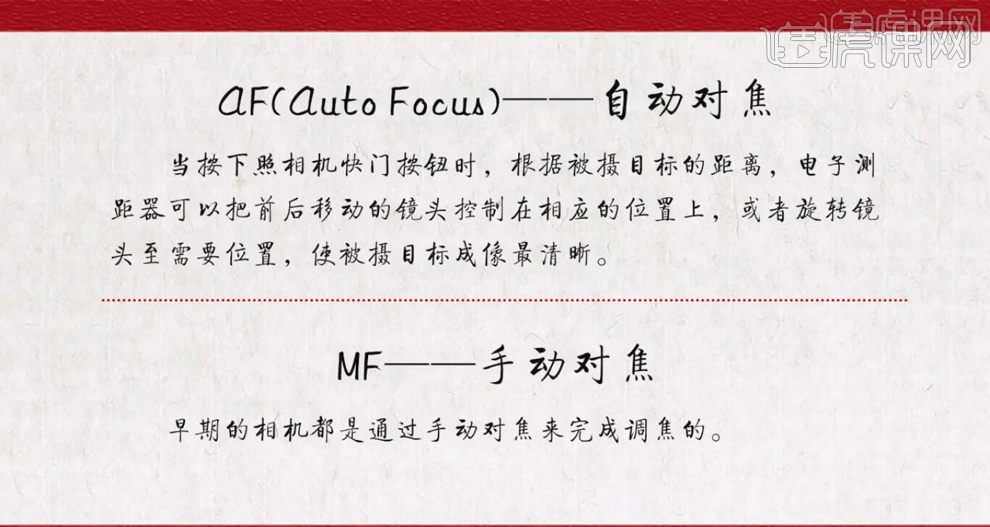 虎课网
AF(Auto Focus)———自动对焦
当按下照相机快门按钮时，根据被摄目标的距离，电子测
距器可以把前后移动的镜头控制在相应的位置上，或者旋转镜
头至需要位置，使被摄目标成像最清晰。
MF———手动对焦
早期的相机都是通过手动对焦来完成调焦的。